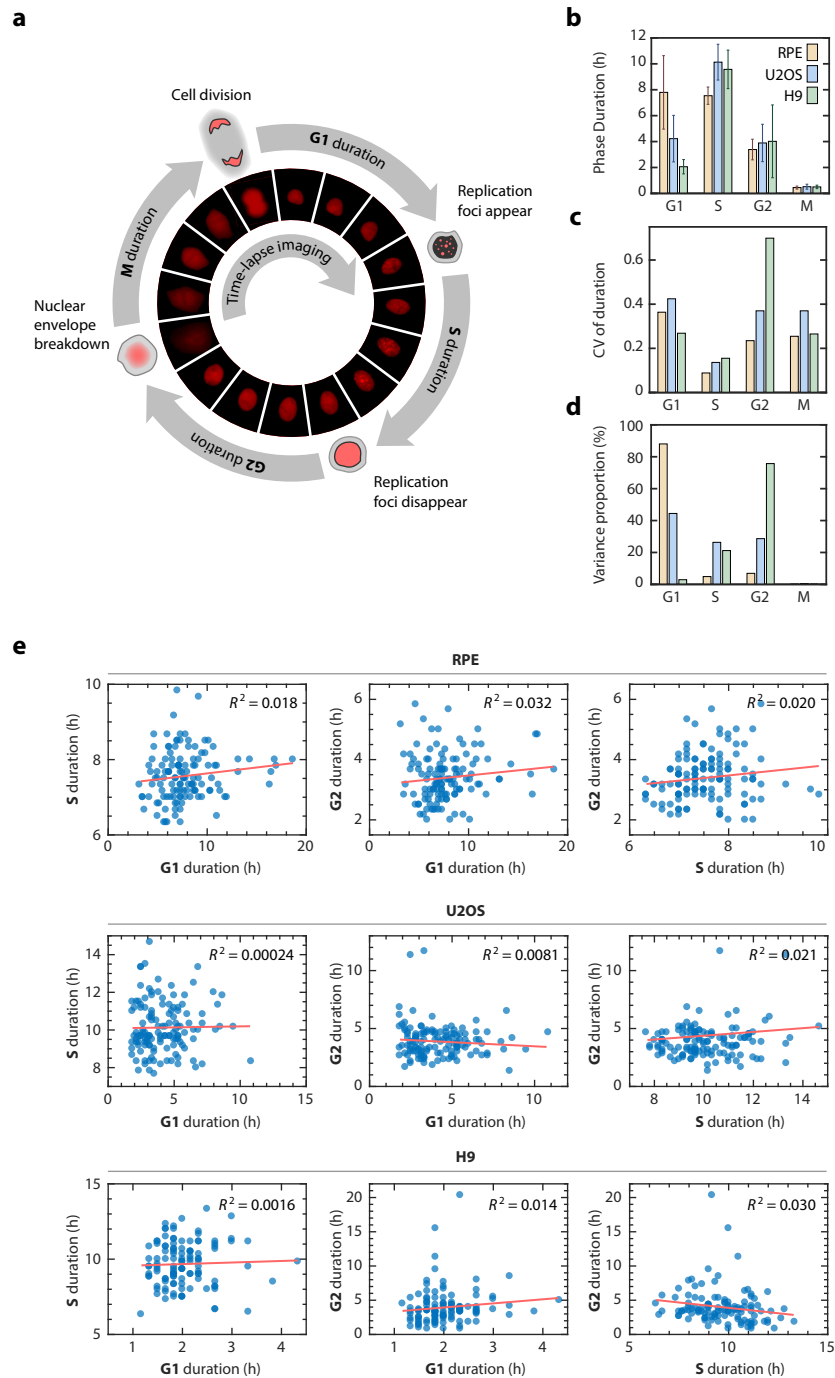 a
Cell division
G1 duration
Replication
foci appear
S duration
Replication
foci disappear
G2 duration
Nuclear
envelope
breakdown
M duration
Time-lapse imaging
b
Phase Duration (h)
12
10
8
6
4
2
0
RPE
U2OS
H9
G1 S G2 M
c
CV of duration
0.6
0.4
0.2
0
G1 S G2 M
d
Variance proportion (%)
100
80
60
40
20
0
G1 S G2 M
e
RPE
S duration (h)
10
8
6
R² = 0.018
0 10 20
G1 duration (h)
G2 duration (h)
6
4
2
R² = 0.032
0 10 20
G1 duration (h)
G2 duration (h)
6
4
2
R² = 0.020
6 8 10
S duration (h)
U2OS
S duration (h)
14
12
10
8
R² = 0.00024
0 5 10 15
G1 duration (h)
G2 duration (h)
10
5
0
R² = 0.0081
0 5 10
G1 duration (h)
G2 duration (h)
10
5
0
R² = 0.021
8 10 12 14
S duration (h)
H9
S duration (h)
15
10
5
R² = 0.0016
1 2 3 4
G1 duration (h)
G2 duration (h)
20
15
10
5
0
R² = 0.014
1 2 3 4
G1 duration (h)
G2 duration (h)
20
15
10
5
0
R² = 0.030
5 10 15
S duration (h)